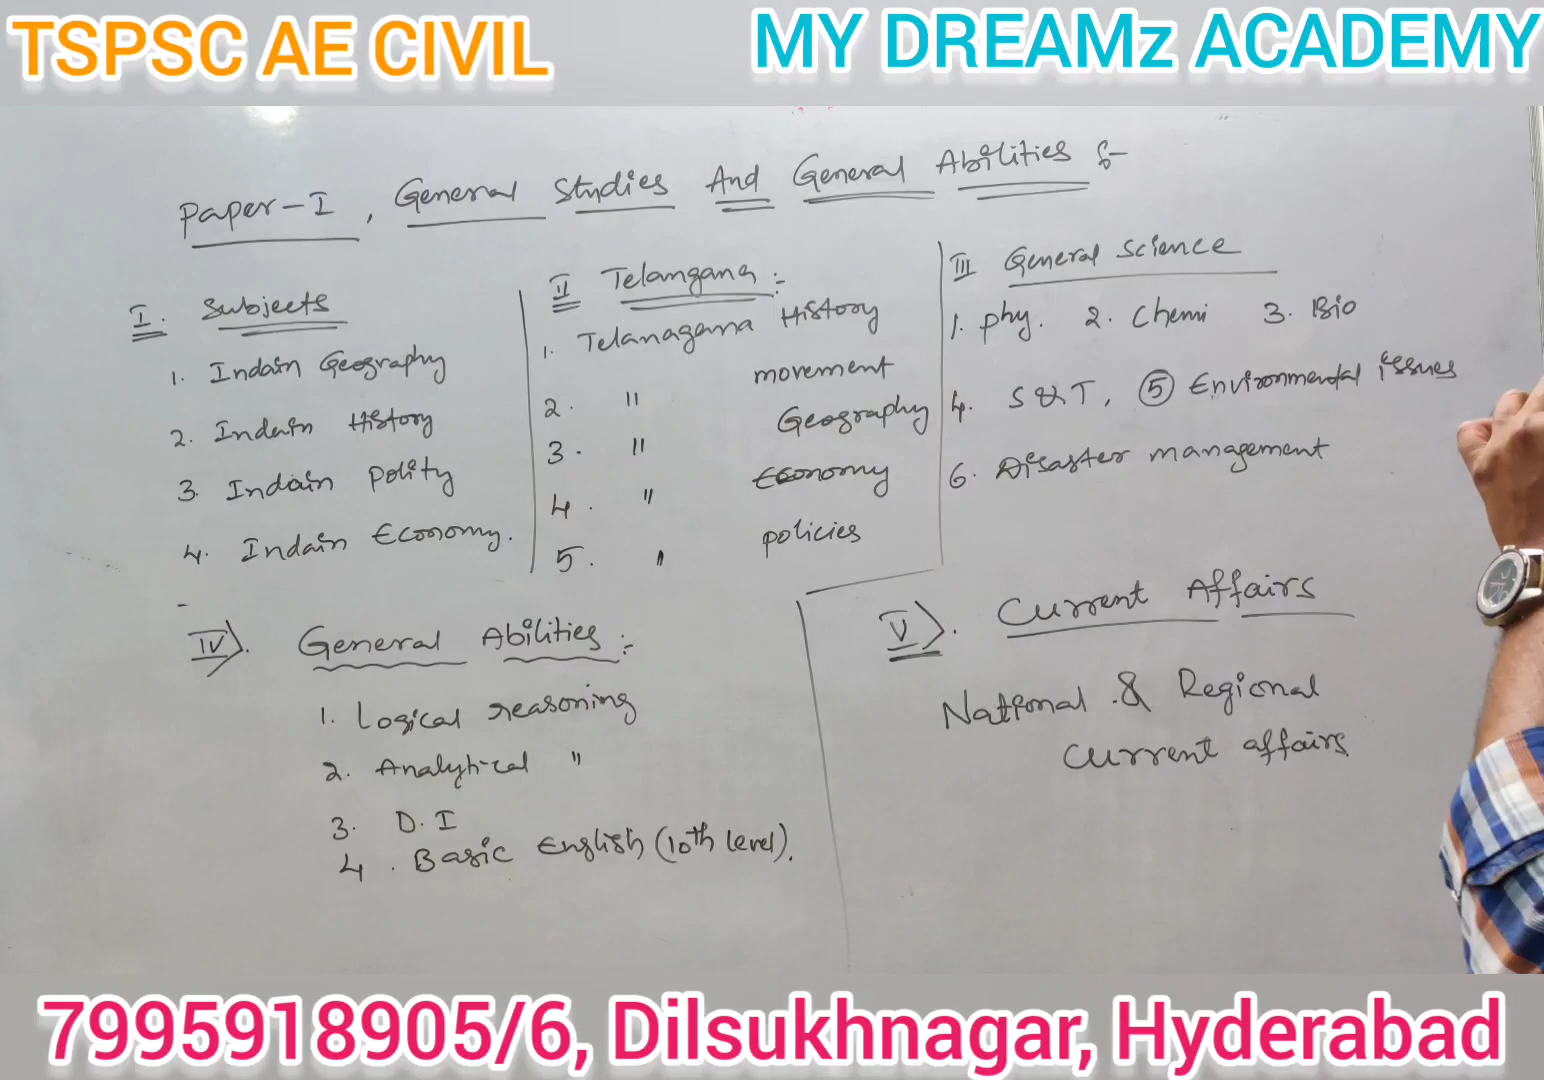 TSPSC AE CIVIL
MY DREAMz ACADEMY
Paper-I, General Studies And General Abilities :-
I. Subjects
1. Indain Geography
2. Indain History
3. Indain Polity
4. Indain Economy.
II Telangana :-
1. Telanagana History
2. " movement
3. " Geography
4. " Economy
5. " policies
III General Science
1. phy. 2. Chemi 3. Bio
4. S & T, 5 Environmental issues
6. Disaster management
IV). General Abilities :-
1. Logical reasoning
2. Analytical "
3. D.I
4. Basic English (10th level).
V). Current Affairs
National & Regional
Current affairs
7995918905/6, Dilsukhnagar, Hyderabad